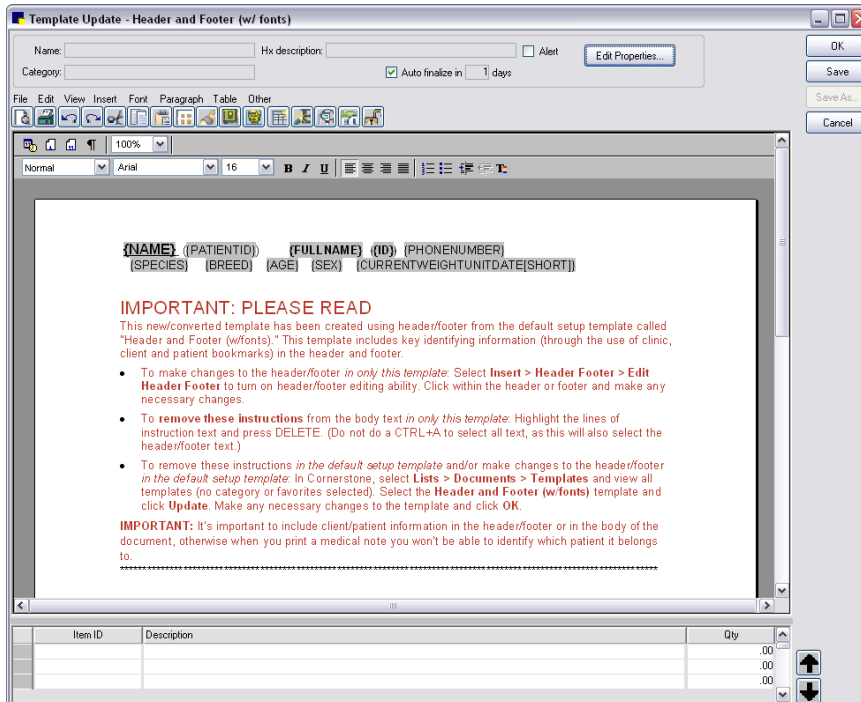 Template Update - Header and Footer (w/ fonts)
Name:
Hx description:
Alert
Edit Properties...
OK
Category:
Auto finalize in 1 days
Save
Save As...
Cancel
File Edit View Insert Font Paragraph Table Other
100%
Normal Arial 16 B I U
{NAME} ({PATIENTID}) {FULLNAME} ({ID}) {PHONENUMBER}
{SPECIES} {BREED} {AGE} {SEX} {CURRENTWEIGHTUNITDATE[SHORT]}
IMPORTANT: PLEASE READ
This new/converted template has been created using header/footer from the default setup template called
"Header and Footer (w/fonts)." This template includes key identifying information (through the use of clinic,
client and patient bookmarks) in the header and footer.
• To make changes to the header/footer in only this template: Select Insert > Header Footer > Edit
Header Footer to turn on header/footer editing ability. Click within the header or footer and make any
necessary changes.
• To remove these instructions from the body text in only this template: Highlight the lines of
instruction text and press DELETE. (Do not do a CTRL+A to select all text, as this will also select the
header/footer text.)
• To remove these instructions in the default setup template and/or make changes to the header/footer
in the default setup template: In Cornerstone, select Lists > Documents > Templates and view all
templates (no category or favorites selected). Select the Header and Footer (w/fonts) template and
click Update. Make any necessary changes to the template and click OK.
IMPORTANT: It's important to include client/patient information in the header/footer or in the body of the
document, otherwise when you print a medical note you won't be able to identify which patient it belongs
to.
Item ID Description Qty
.00
.00
.00